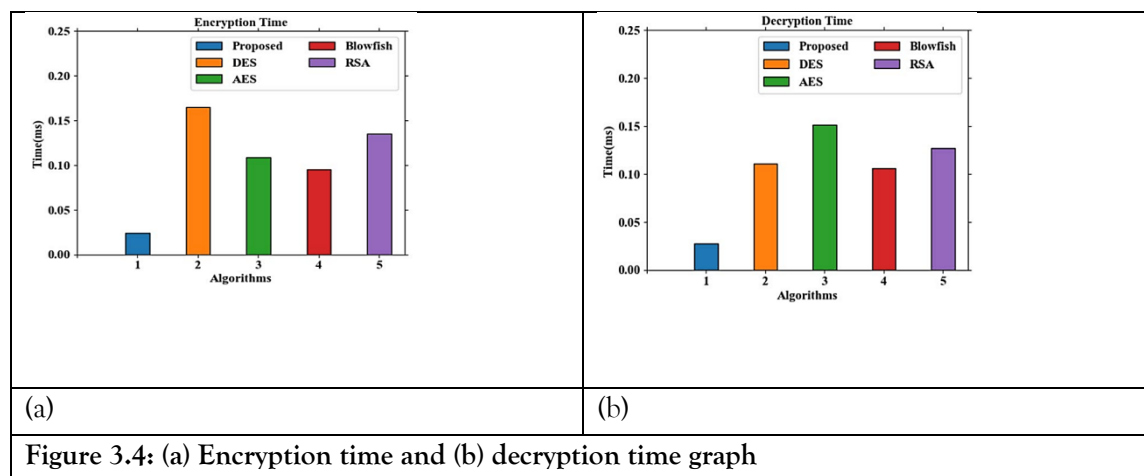 Encryption Time
0.25
0.20
0.15
0.10
0.05
0.00
Time(ms)
Proposed
DES
AES
Blowfish
RSA
1 2 3 4 5
Algorithms
Decryption Time
0.25
0.20
0.15
0.10
0.05
0.00
Time(ms)
Proposed
DES
AES
Blowfish
RSA
1 2 3 4 5
Algorithms
(a)
(b)
Figure 3.4: (a) Encryption time and (b) decryption time graph